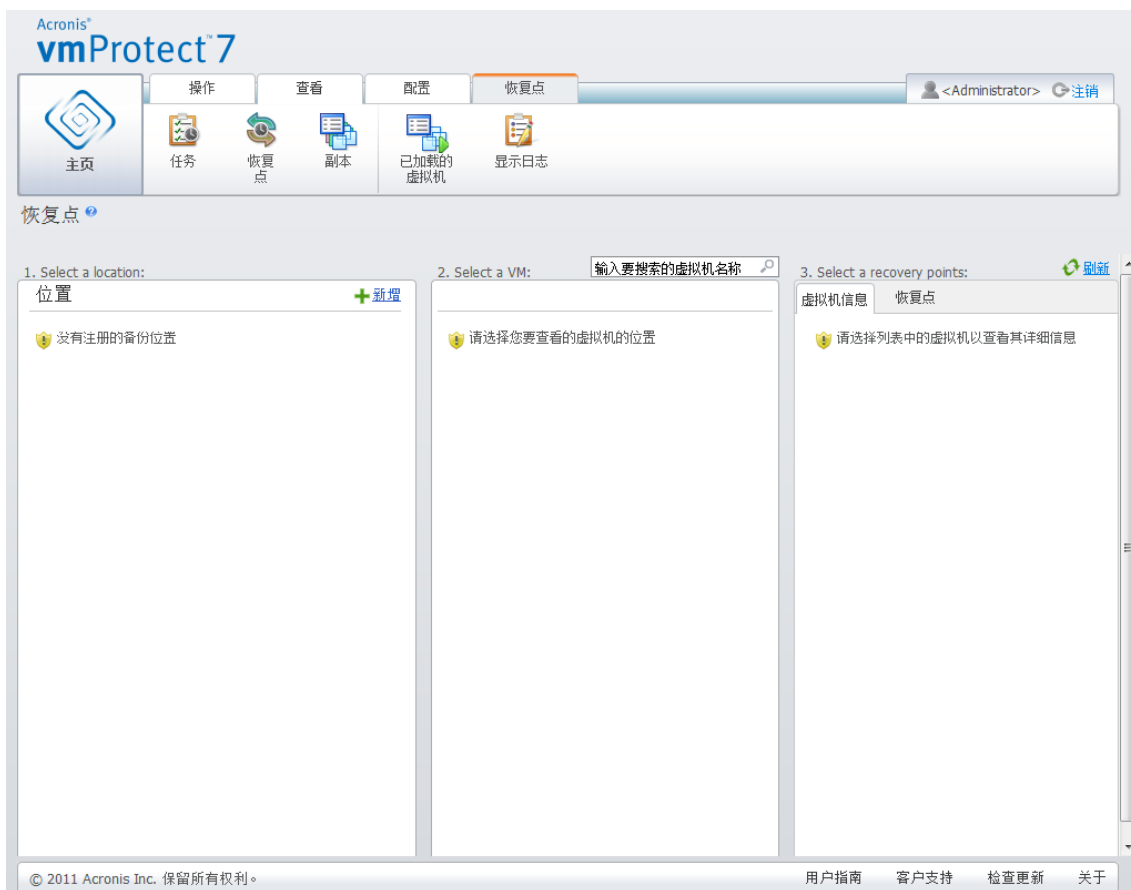 Acronis®
vmProtect™ 7
操作
查看
配置
恢复点
<Administrator>
注销
主页
任务
恢复
点
副本
已加载的
虚拟机
显示日志
恢复点
1. Select a location:
2. Select a VM:
输入要搜索的虚拟机名称
3. Select a recovery points:
刷新
位置
新增
虚拟机信息
恢复点
没有注册的备份位置
请选择您要查看的虚拟机的位置
请选择列表中的虚拟机以查看其详细信息
© 2011 Acronis Inc. 保留所有权利。
用户指南
客户支持
检查更新
关于